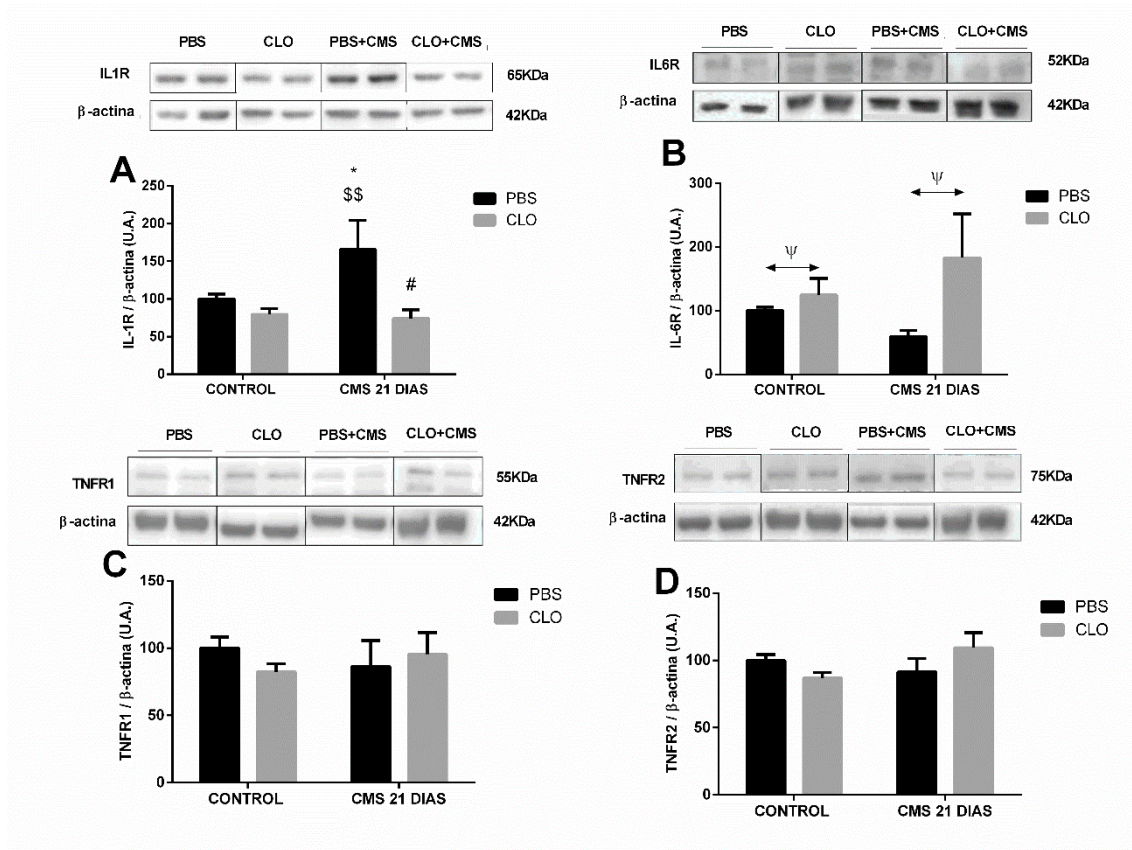 PBS CLO PBS+CMS CLO+CMS
IL1R 65KDa
β-actina 42KDa
A
*
$$
#
250
200
150
100
50
0
IL-1R / β-actina (U.A.)
CONTROL CMS 21 DIAS
PBS
CLO
PBS CLO PBS+CMS CLO+CMS
IL6R 52KDa
β-actina 42KDa
B
ψ
ψ
300
200
100
0
IL-6R / β-actina (U.A.)
CONTROL CMS 21 DIAS
PBS
CLO
PBS CLO PBS+CMS CLO+CMS
TNFR1 55KDa
β-actina 42KDa
C
150
100
50
0
TNFR1 / β-actina (U.A.)
CONTROL CMS 21 DIAS
PBS
CLO
PBS CLO PBS+CMS CLO+CMS
TNFR2 75KDa
β-actina 42KDa
D
150
100
50
0
TNFR2 / β-actina (U.A.)
CONTROL CMS 21 DIAS
PBS
CLO